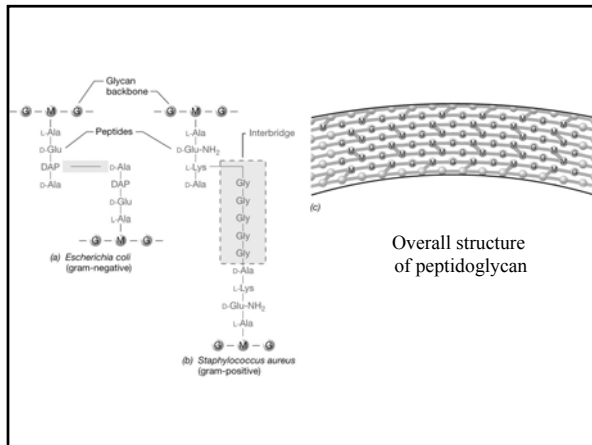 Glycan
backbone
G M G G M G
L-Ala L-Ala Interbridge
D-Glu Peptides D-Glu-NH2
DAP D-Ala L-Lys
D-Ala DAP D-Ala Gly
D-Glu Gly
L-Ala Gly
G M G Gly
(a) Escherichia coli Gly
(gram-negative) D-Ala
L-Lys
D-Glu-NH2
L-Ala
G M G
(b) Staphylococcus aureus
(gram-positive)
(c)
Overall structure
of peptidoglycan